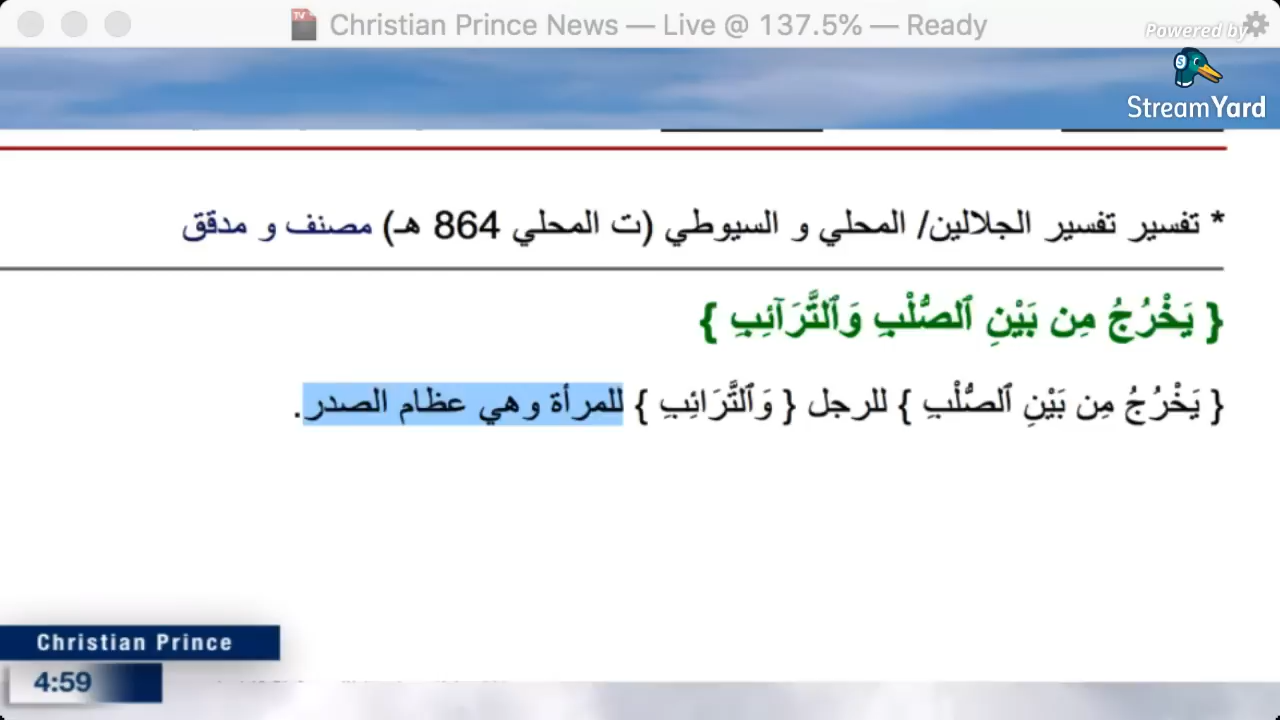 Christian Prince News — Live @ 137.5% — Ready
Powered by
StreamYard
* تفسير تفسير الجلالين/ المحلي و السيوطي (ت المحلي 864 هـ) مصنف و مدقق
{ يَخْرُجُ مِن بَيْنِ ٱلصُّلْبِ وَٱلتَّرَآئِبِ }
{ يَخْرُجُ مِن بَيْنِ ٱلصُّلْبِ } للرجل { وَٱلتَّرَائِبِ } للمرأة وهي عظام الصدر.
Christian Prince
4:59